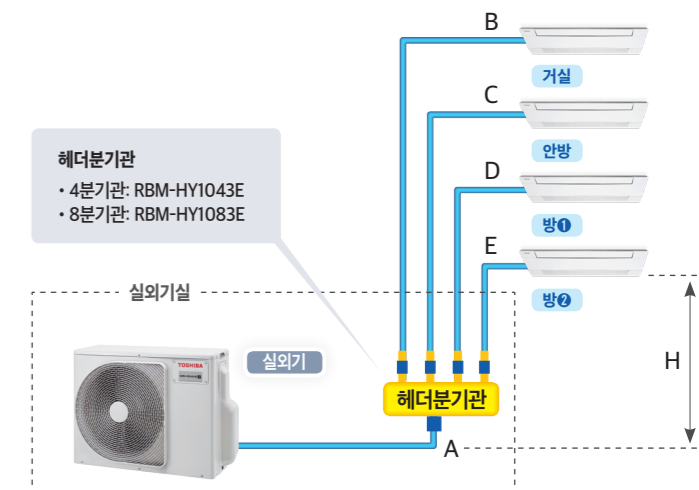 B
거실
C
안방
헤더분기관
• 4분기관: RBM-HY1043E
• 8분기관: RBM-HY1083E
D
방❶
E
방❷
실외기실
TOSHIBA
실외기
H
헤더분기관
A